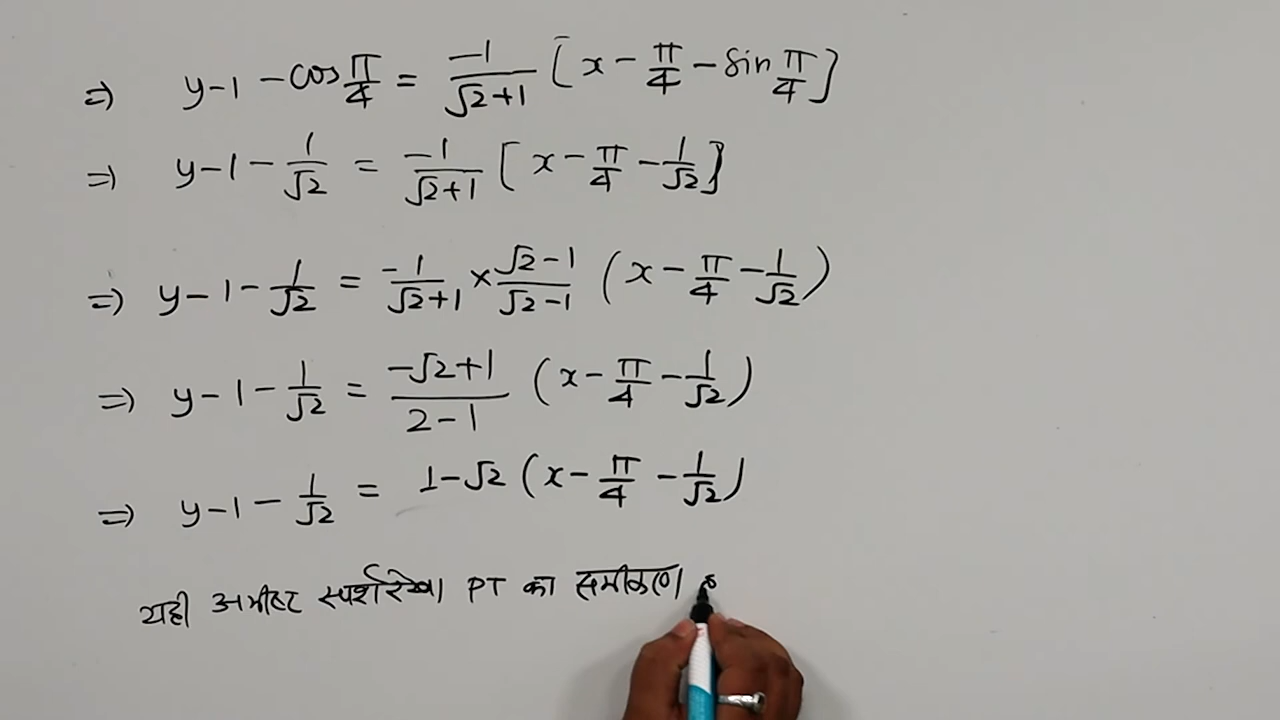 ⇒ y-1-cos π/4 = -1/(√2+1) [x - π/4 - sin π/4]
⇒ y-1-1/√2 = -1/(√2+1) [x - π/4 - 1/√2]
⇒ y-1-1/√2 = -1/(√2+1) × (√2-1)/(√2-1) (x - π/4 - 1/√2)
⇒ y-1-1/√2 = (-√2+1)/(2-1) (x - π/4 - 1/√2)
⇒ y-1-1/√2 = 1-√2 (x - π/4 - 1/√2)
यही अभीष्ट स्पर्शरेखा PT का समीकरण